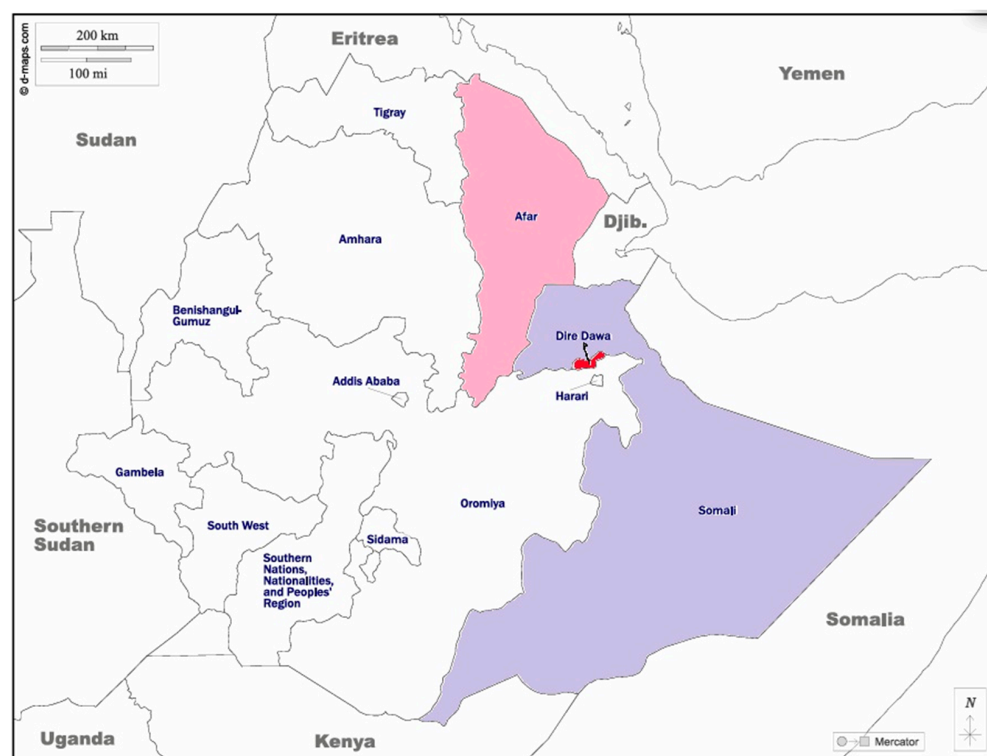 200 km
100 mi
© d-maps.com
Eritrea
Yemen
Tigray
Sudan
Afar
Djib.
Amhara
Benishangul-
Gumuz
Dire Dawa
Addis Ababa
Harari
Gambela
Oromiya
Somali
South West
Southern
Sudan
Sidama
Southern
Nations,
Nationalities,
and Peoples'
Region
Somalia
N
Uganda
Kenya
Mercator